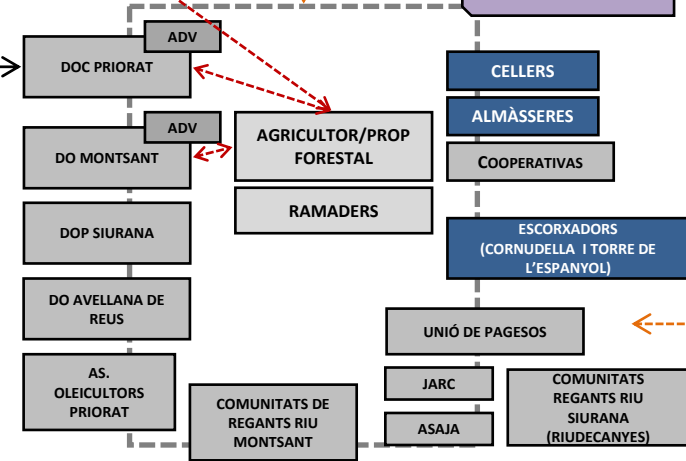 ADV
DOC PRIORAT
ADV
DO MONTSANT
DOP SIURANA
DO AVELLANA DE
REUS
AS.
OLEICULTORS
PRIORAT
AGRICULTOR/PROP
FORESTAL
RAMADERS
COMUNITATS DE
REGANTS RIU
MONTSANT
CELLERS
ALMÀSSERES
COOPERATIVAS
ESCORXADORS
(CORNUDELLA I TORRE DE
L'ESPANYOL)
UNIÓ DE PAGESOS
JARC
ASAJA
COMUNITATS
REGANTS RIU
SIURANA
(RIUDECANYES)